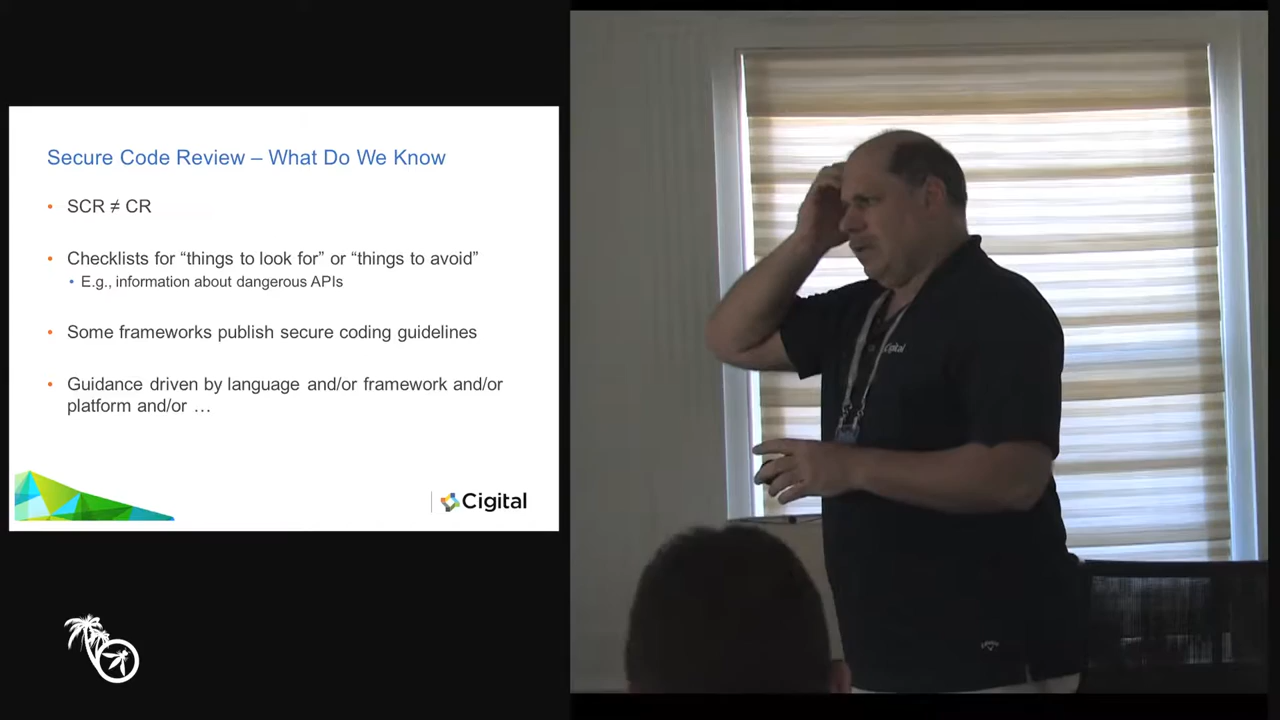 Secure Code Review – What Do We Know
• SCR ≠ CR
• Checklists for “things to look for” or “things to avoid”
• E.g., information about dangerous APIs
• Some frameworks publish secure coding guidelines
• Guidance driven by language and/or framework and/or
platform and/or …
Cigital
Cigital